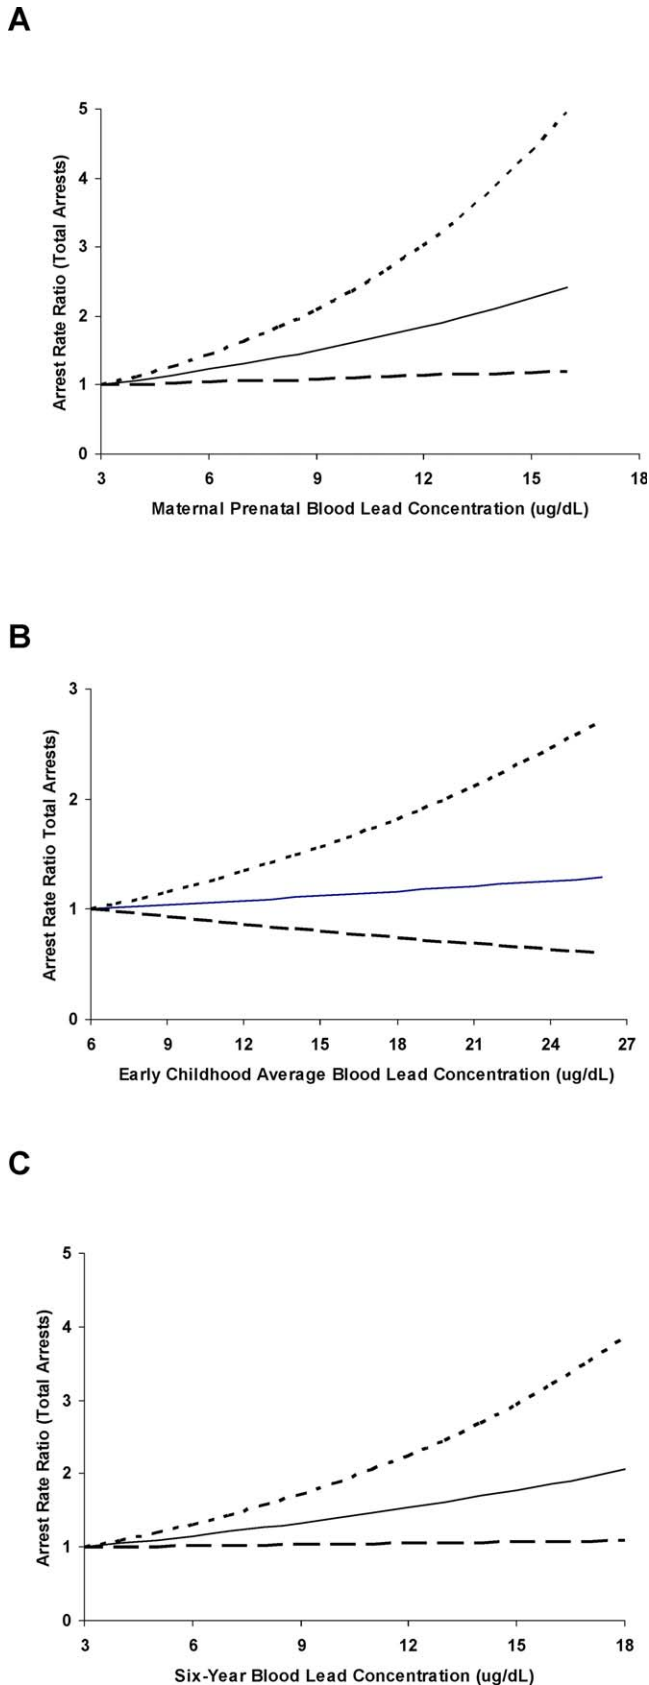 A
Arrest Rate Ratio (Total Arrests)
5
4
3
2
1
0
3 6 9 12 15 18
Maternal Prenatal Blood Lead Concentration (ug/dL)
B
Arrest Rate Ratio Total Arrests)
3
2
1
0
6 9 12 15 18 21 24 27
Early Childhood Average Blood Lead Concentration (ug/dL)
C
Arrest Rate Ratio (Total Arrests)
5
4
3
2
1
0
3 6 9 12 15 18
Six-Year Blood Lead Concentration (ug/dL)